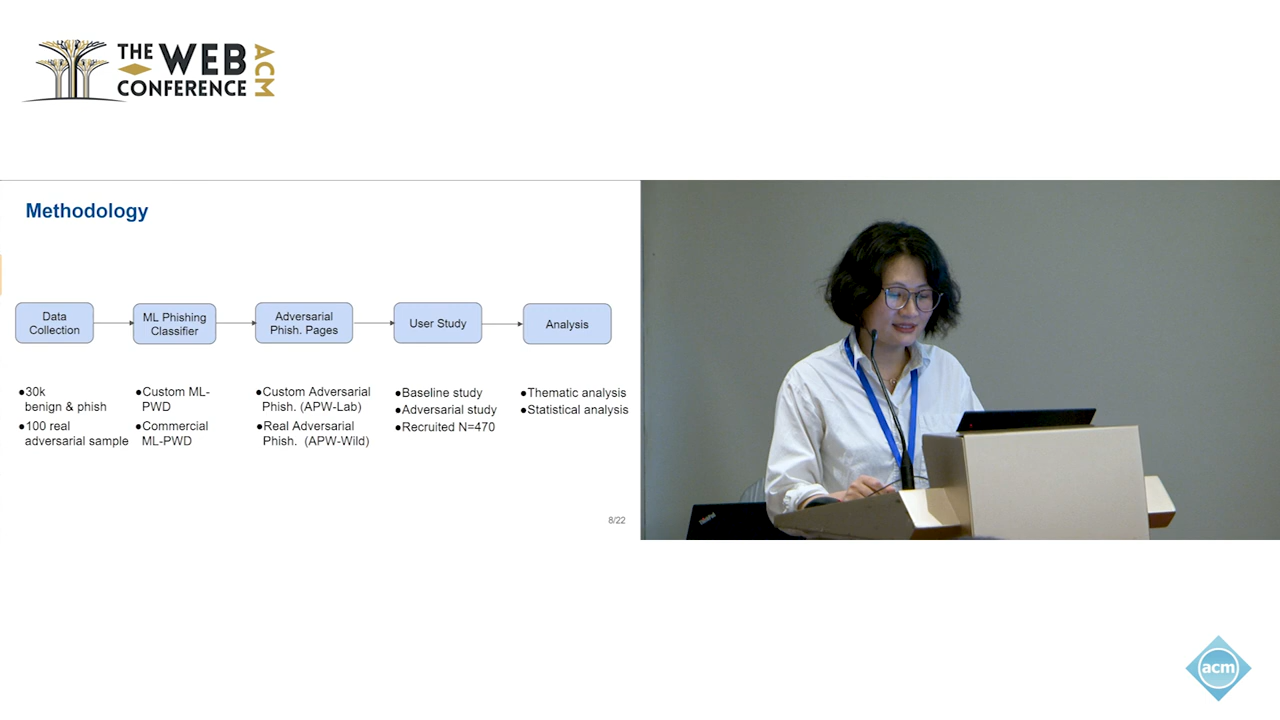 THE WEB
CONFERENCE
ACM
Methodology
Data
Collection
ML Phishing
Classifier
Adversarial
Phish. Pages
User Study
Analysis
●30k
benign & phish
●100 real
adversarial sample
●Custom ML-
PWD
●Commercial
ML-PWD
●Custom Adversarial
Phish. (APW-Lab)
●Real Adversarial
Phish. (APW-Wild)
●Baseline study
●Adversarial study
●Recruited N=470
●Thematic analysis
●Statistical analysis
8/22
ThinkPad
acm